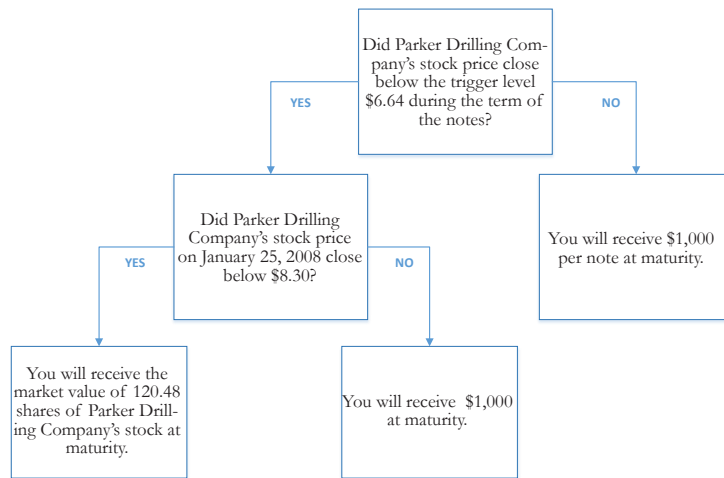 Did Parker Drilling Com-
pany's stock price close
below the trigger level
$6.64 during the term of
the notes?
YES
NO
Did Parker Drilling
Company's stock price
on January 25, 2008 close
below $8.30?
You will receive $1,000
per note at maturity.
YES
NO
You will receive the
market value of 120.48
shares of Parker Drill-
ing Company's stock at
maturity.
You will receive $1,000
at maturity.